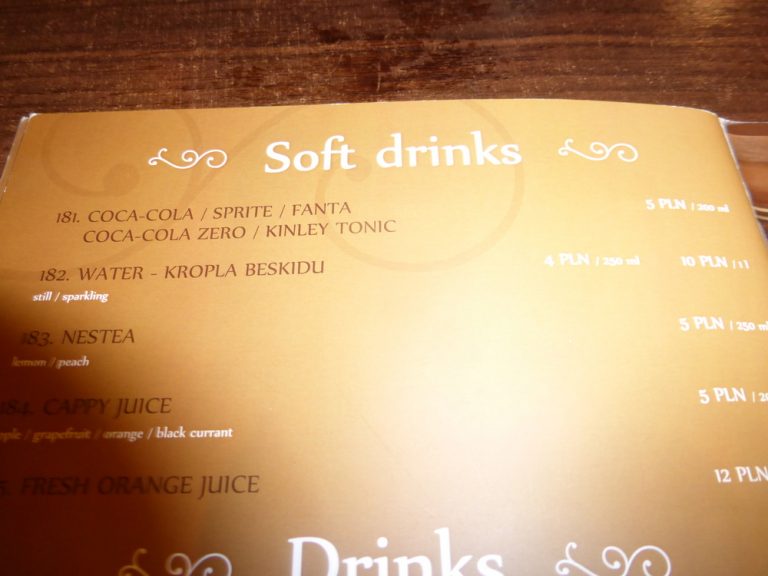 Soft drinks
181. COCA-COLA / SPRITE / FANTA 5 PLN / 200 ml
COCA-COLA ZERO / KINLEY TONIC
182. WATER - KROPLA BESKIDU 4 PLN / 250 ml 10 PLN / 1l
still / sparkling
183. NESTEA 5 PLN / 250 ml
lemon / peach
184. CAPPY JUICE 5 PLN /
/ grapefruit / orange / black currant
FRESH ORANGE JUICE 12 PLN
Drinks